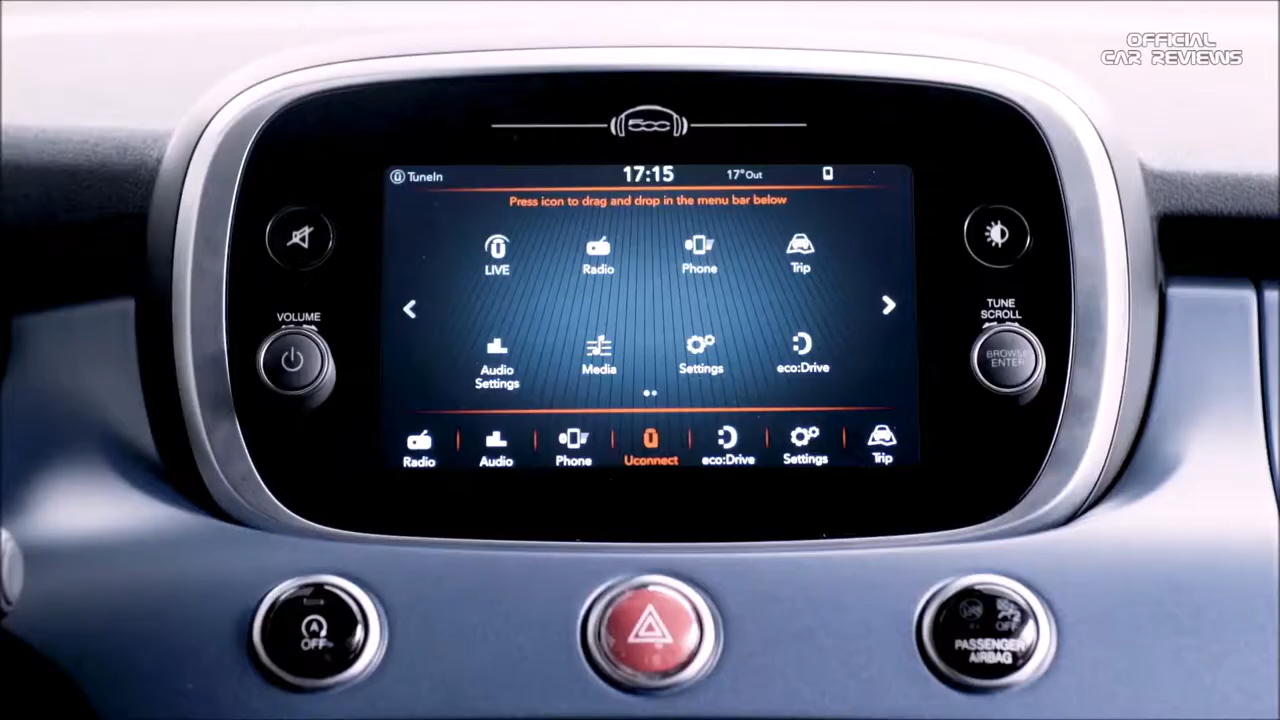 OFFICIAL
CAR REVIEWS
500
TuneIn 17:15 17°Out
Press icon to drag and drop in the menu bar below
LIVE Radio Phone Trip
VOLUME
TUNE
SCROLL
BROWSE
ENTER
Audio
Settings
Media Settings eco:Drive
Radio Audio Phone Uconnect eco:Drive Settings Trip
A
OFF
OFF
PASSENGER
AIRBAG